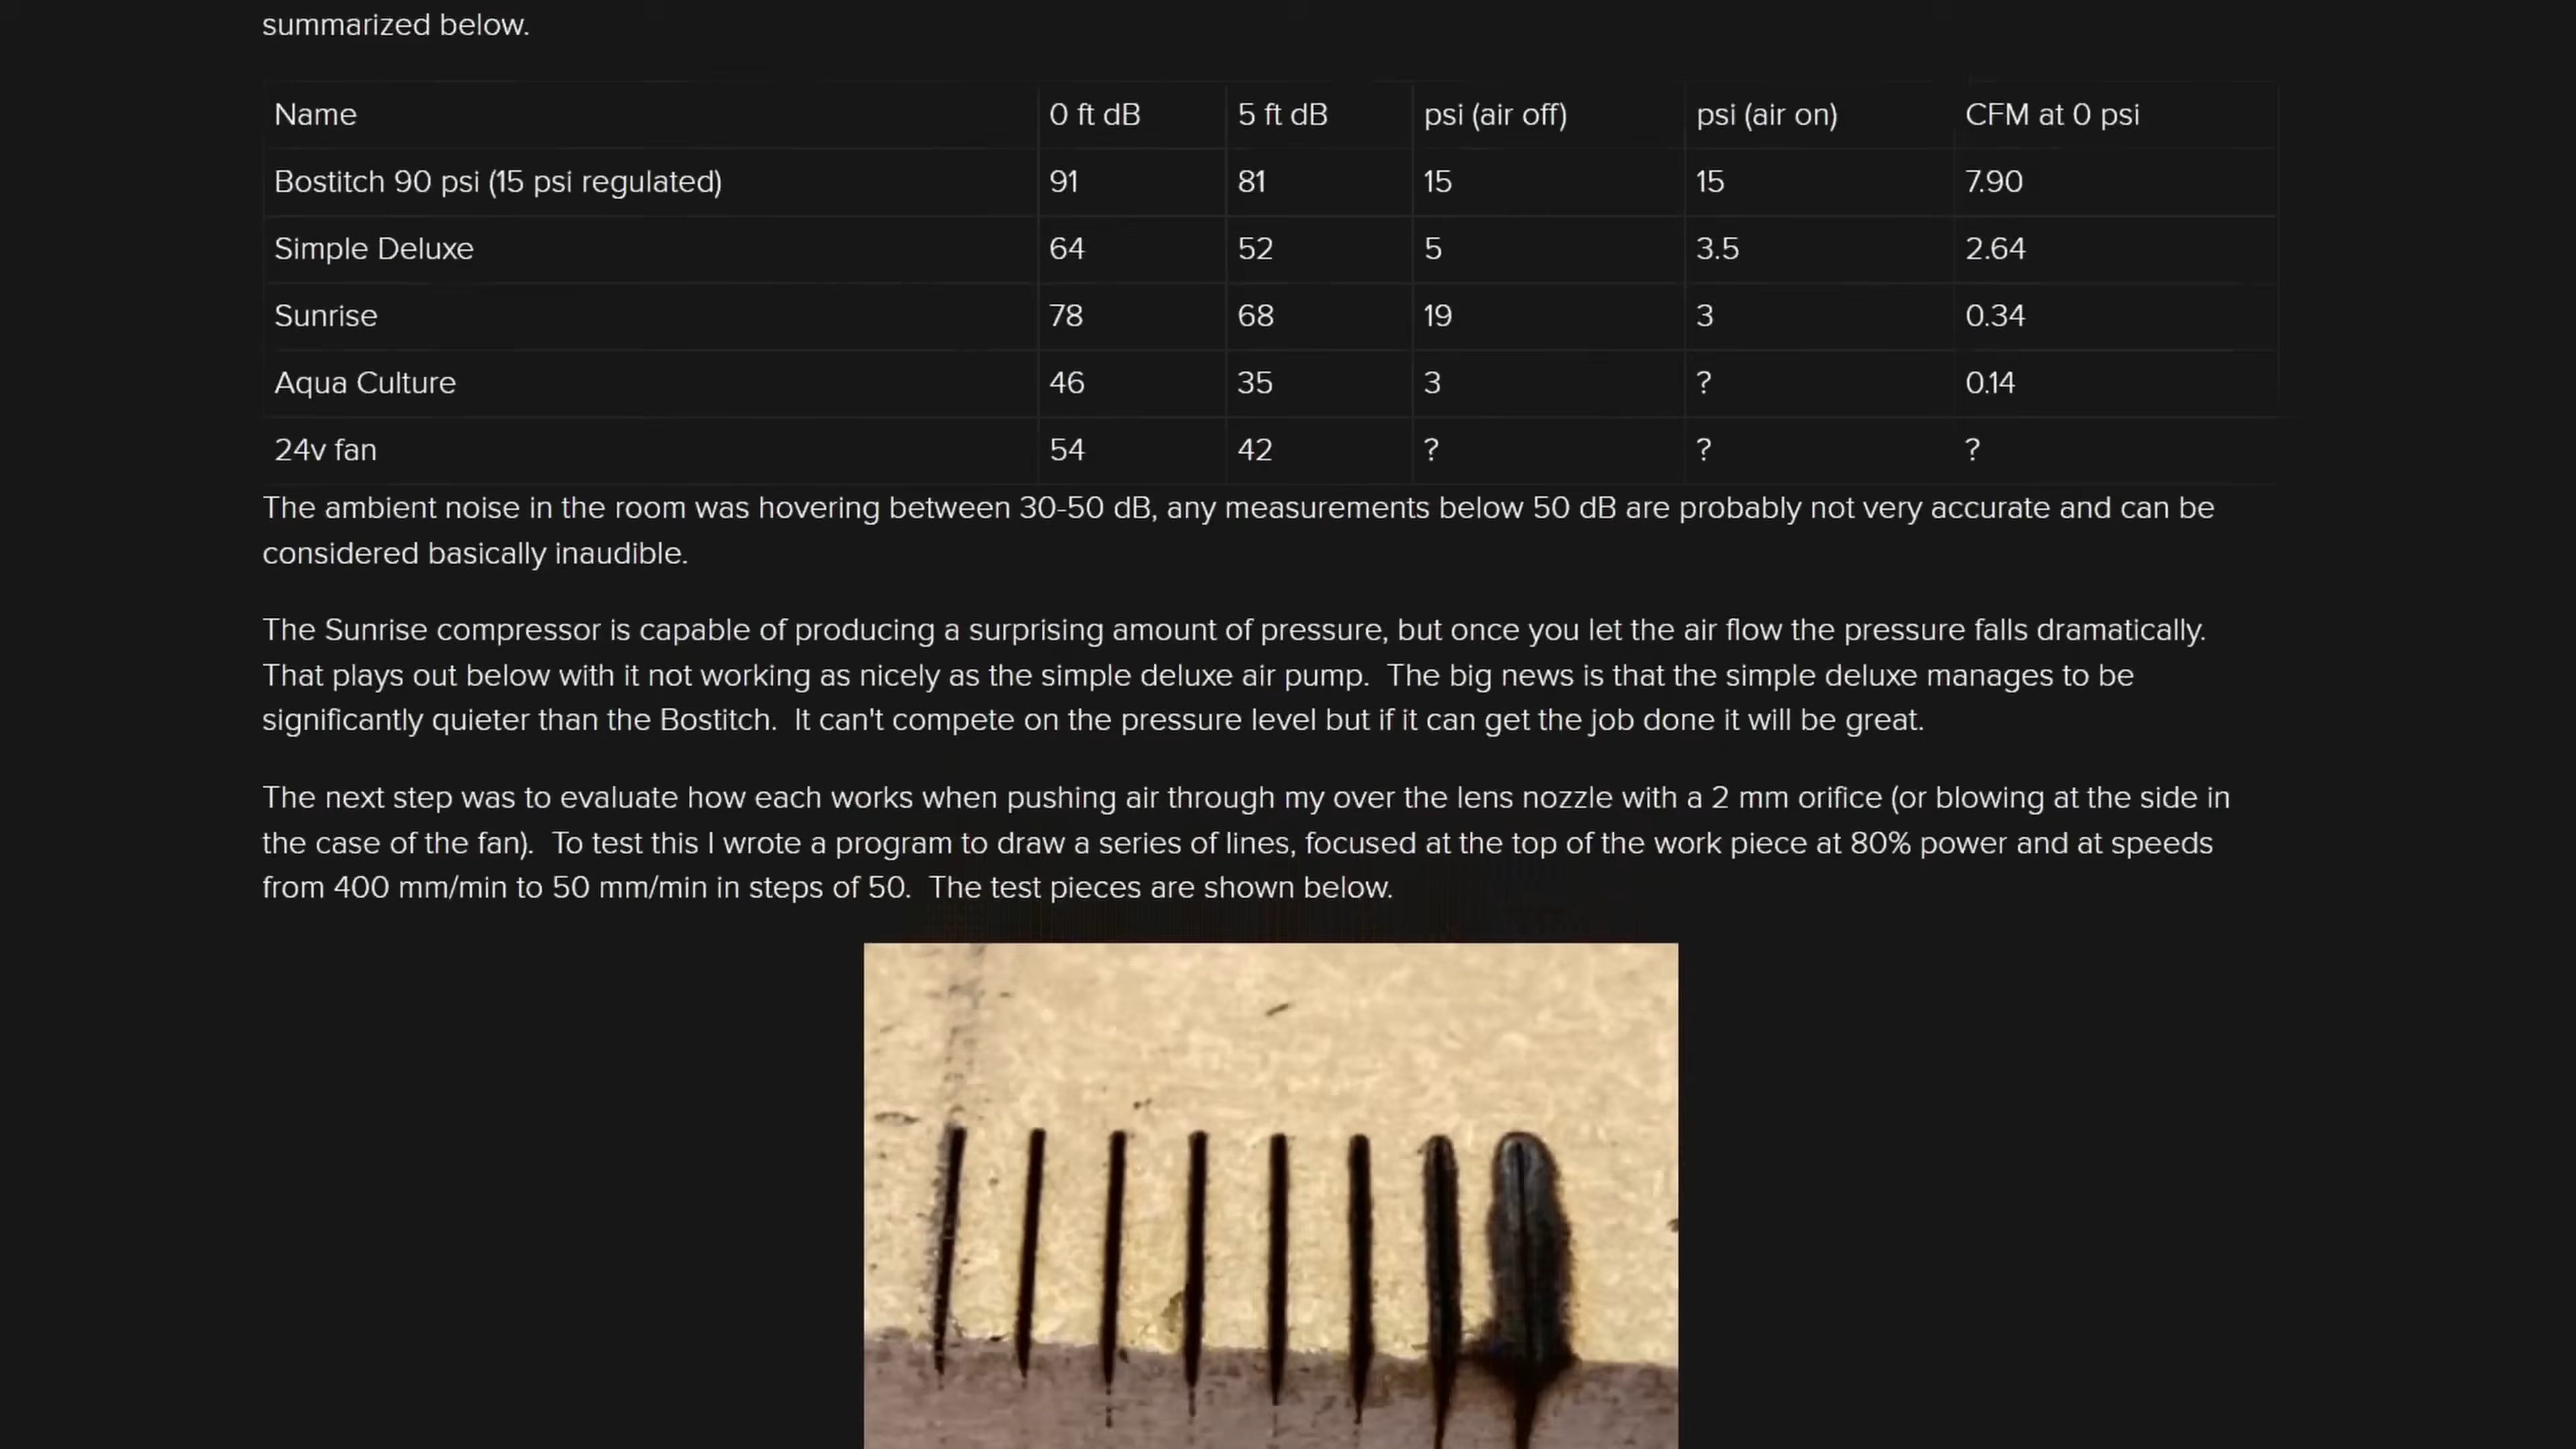 summarized below.
Name 0 ft dB 5 ft dB psi (air off) psi (air on) CFM at 0 psi
Bostitch 90 psi (15 psi regulated) 91 81 15 15 7.90
Simple Deluxe 64 52 5 3.5 2.64
Sunrise 78 68 19 3 0.34
Aqua Culture 46 35 3 ? 0.14
24v fan 54 42 ? ? ?
The ambient noise in the room was hovering between 30-50 dB, any measurements below 50 dB are probably not very accurate and can be
considered basically inaudible.
The Sunrise compressor is capable of producing a surprising amount of pressure, but once you let the air flow the pressure falls dramatically.
That plays out below with it not working as nicely as the simple deluxe air pump. The big news is that the simple deluxe manages to be
significantly quieter than the Bostitch. It can't compete on the pressure level but if it can get the job done it will be great.
The next step was to evaluate how each works when pushing air through my over the lens nozzle with a 2 mm orifice (or blowing at the side in
the case of the fan). To test this I wrote a program to draw a series of lines, focused at the top of the work piece at 80% power and at speeds
from 400 mm/min to 50 mm/min in steps of 50. The test pieces are shown below.